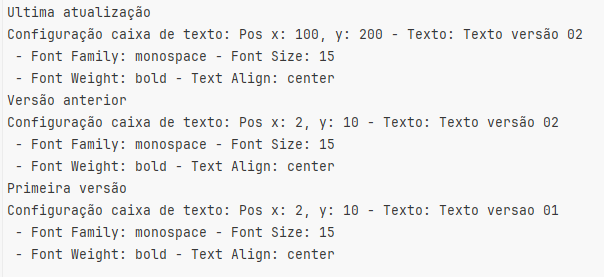 Ultima atualização
Configuração caixa de texto: Pos x: 100, y: 200 - Texto: Texto versão 02
 - Font Family: monospace - Font Size: 15
 - Font Weight: bold - Text Align: center
Versão anterior
Configuração caixa de texto: Pos x: 2, y: 10 - Texto: Texto versão 02
 - Font Family: monospace - Font Size: 15
 - Font Weight: bold - Text Align: center
Primeira versão
Configuração caixa de texto: Pos x: 2, y: 10 - Texto: Texto versao 01
 - Font Family: monospace - Font Size: 15
 - Font Weight: bold - Text Align: center